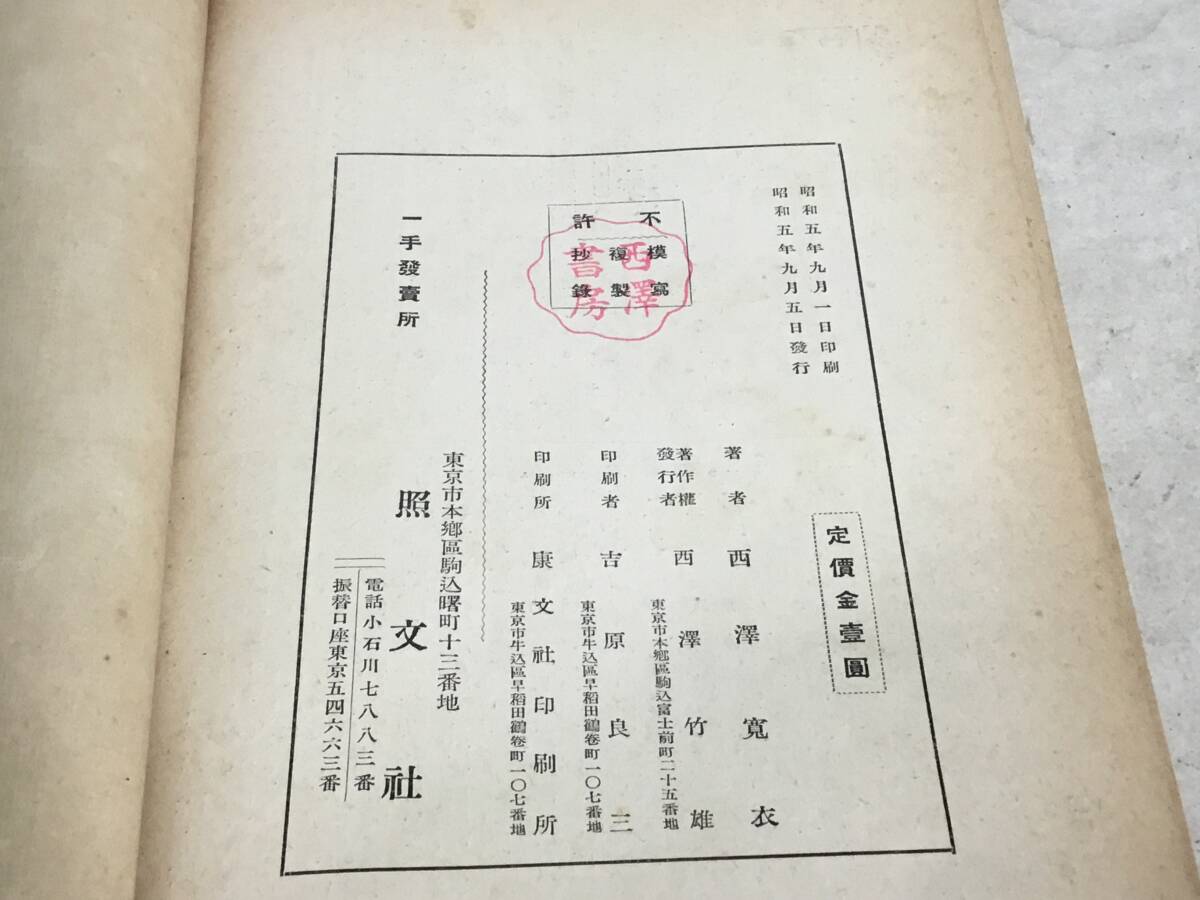 昭和五年九月一日印刷
昭和五年九月五日發行
定價金壹圓
不許
模寫
複製
抄錄
西澤
書房
著者 西澤寬衣
著作權
發行者 西澤竹雄
東京市本鄕區駒込富士前町二十五番地
印刷者 吉原良三
東京市牛込區早稻田鶴卷町一〇七番地
印刷所 康文社印刷所
東京市牛込區早稻田鶴卷町一〇七番地
一手發賣所
東京市本鄕區駒込曙町十三番地
照文社
電話小石川七八八三番
振替口座東京五四六六三番